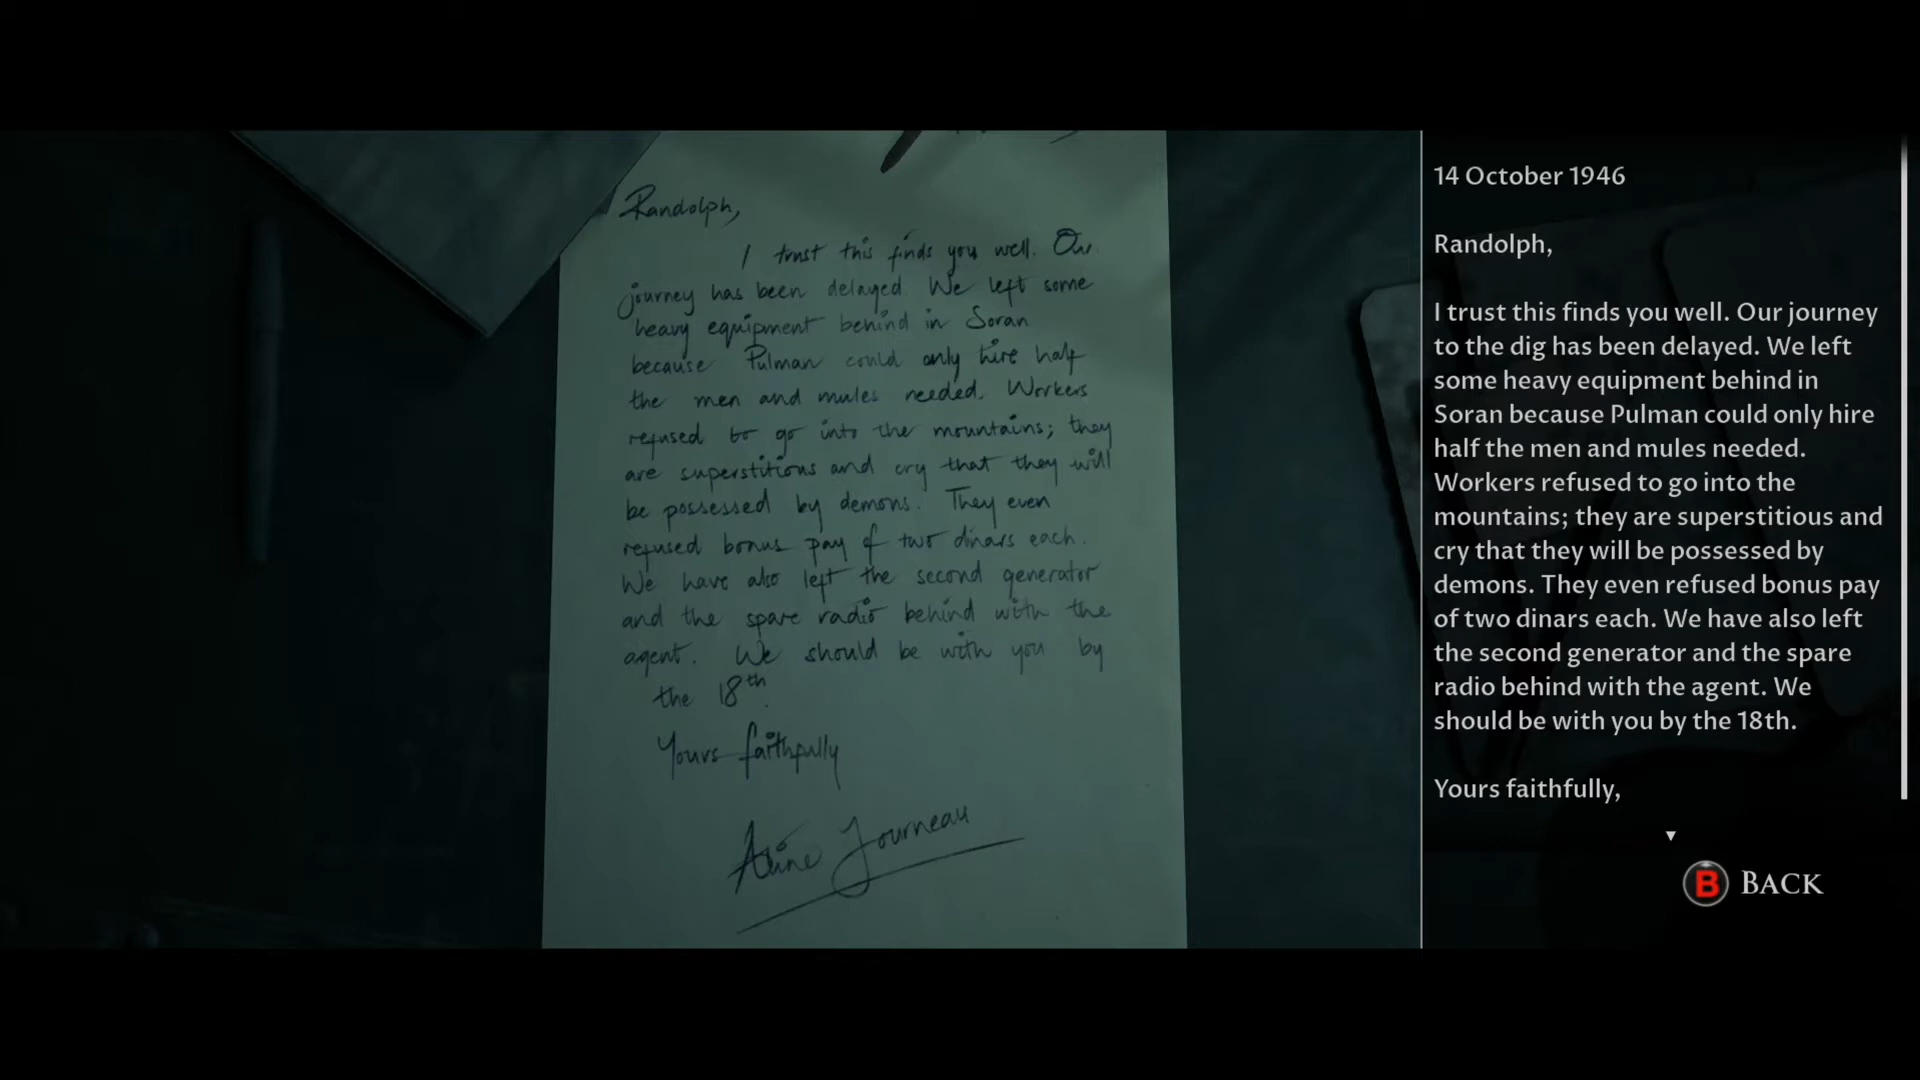 Randolph,
I trust this finds you well. Our
journey has been delayed. We left some
heavy equipment behind in Soran
because Pulman could only hire half
the men and mules needed. Workers
refused to go into the mountains; they
are superstitious and cry that they will
be possessed by demons. They even
refused bonus pay of two dinars each.
We have also left the second generator
and the spare radio behind with the
agent. We should be with you by
the 18th.
Yours faithfully
Aline Journeau
14 October 1946
Randolph,
I trust this finds you well. Our journey
to the dig has been delayed. We left
some heavy equipment behind in
Soran because Pulman could only hire
half the men and mules needed.
Workers refused to go into the
mountains; they are superstitious and
cry that they will be possessed by
demons. They even refused bonus pay
of two dinars each. We have also left
the second generator and the spare
radio behind with the agent. We
should be with you by the 18th.
Yours faithfully,
B BACK